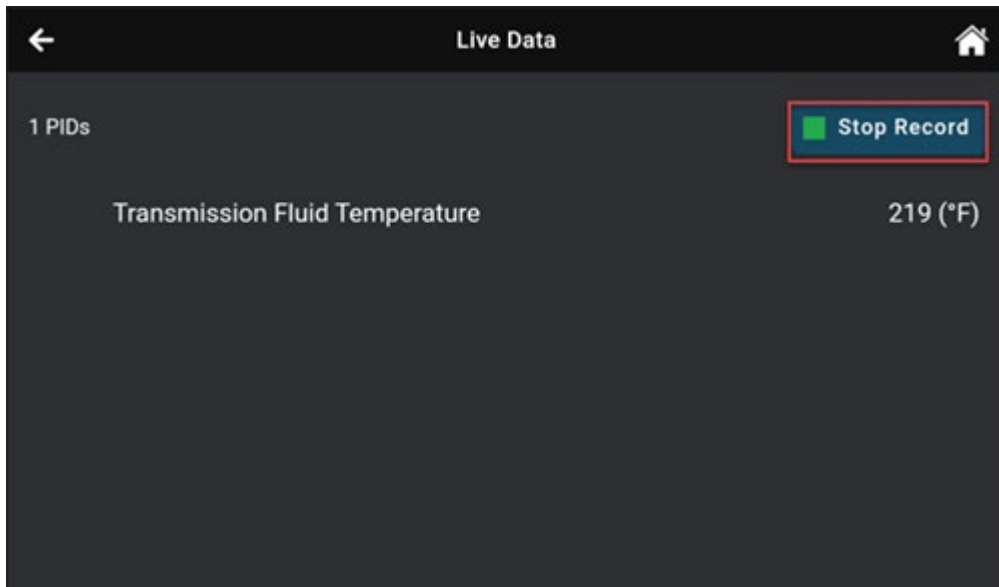 Live Data
1 PIDs
Stop Record
Transmission Fluid Temperature
219 (°F)